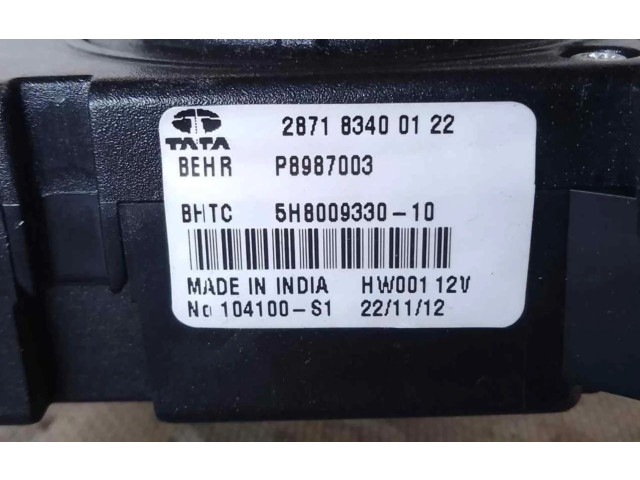 2871 8340 01 22
TATA
BEHR P8987003
BHTC 5H8009330-10
MADE IN INDIA HW001 12V
No 104100-S1 22/11/12